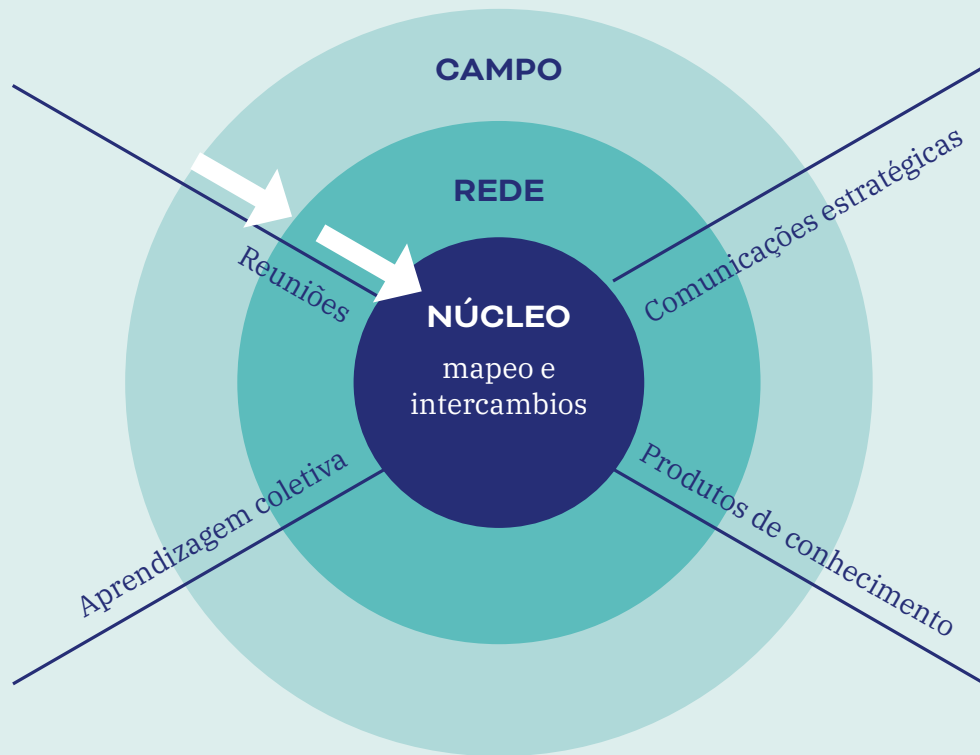 CAMPO
REDE
Comunicações estratégicas
Reuniões
NÚCLEO
mapeo e
intercambios
Aprendizagem coletiva
Produtos de conhecimento